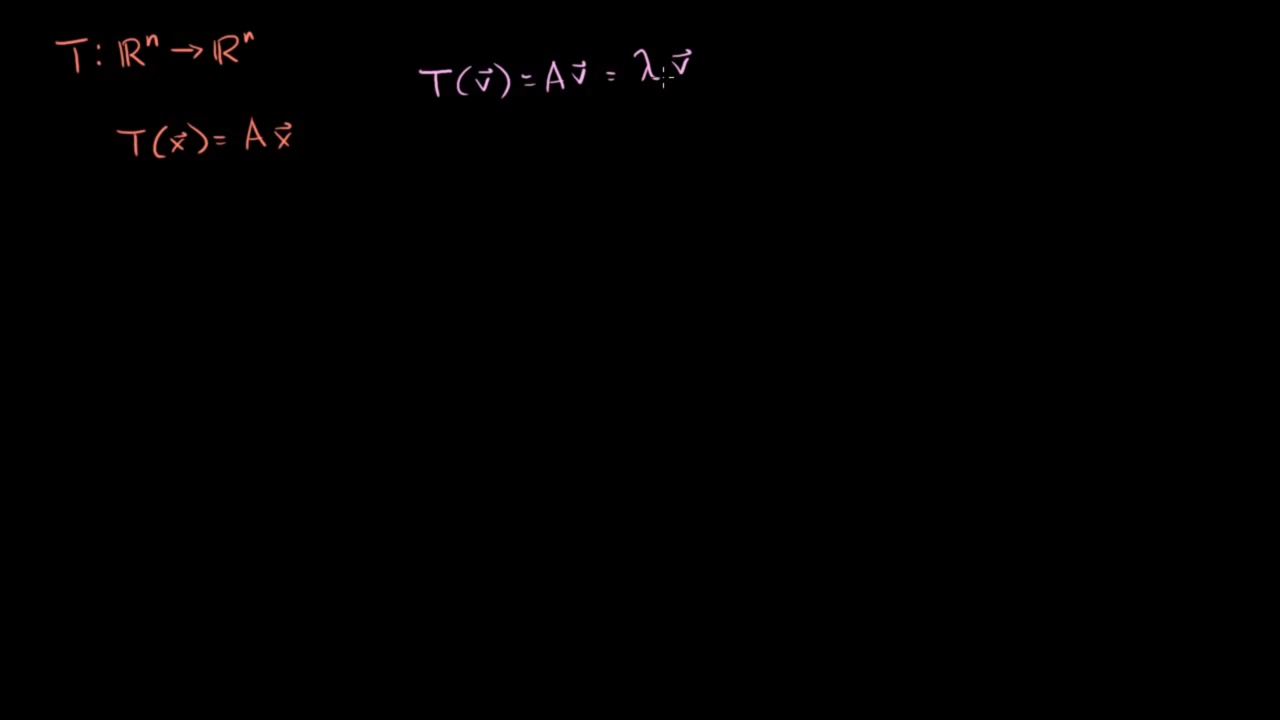 T: ℝⁿ → ℝⁿ
T(v⃗) = Av⃗ = λv⃗
T(x⃗) = Ax⃗